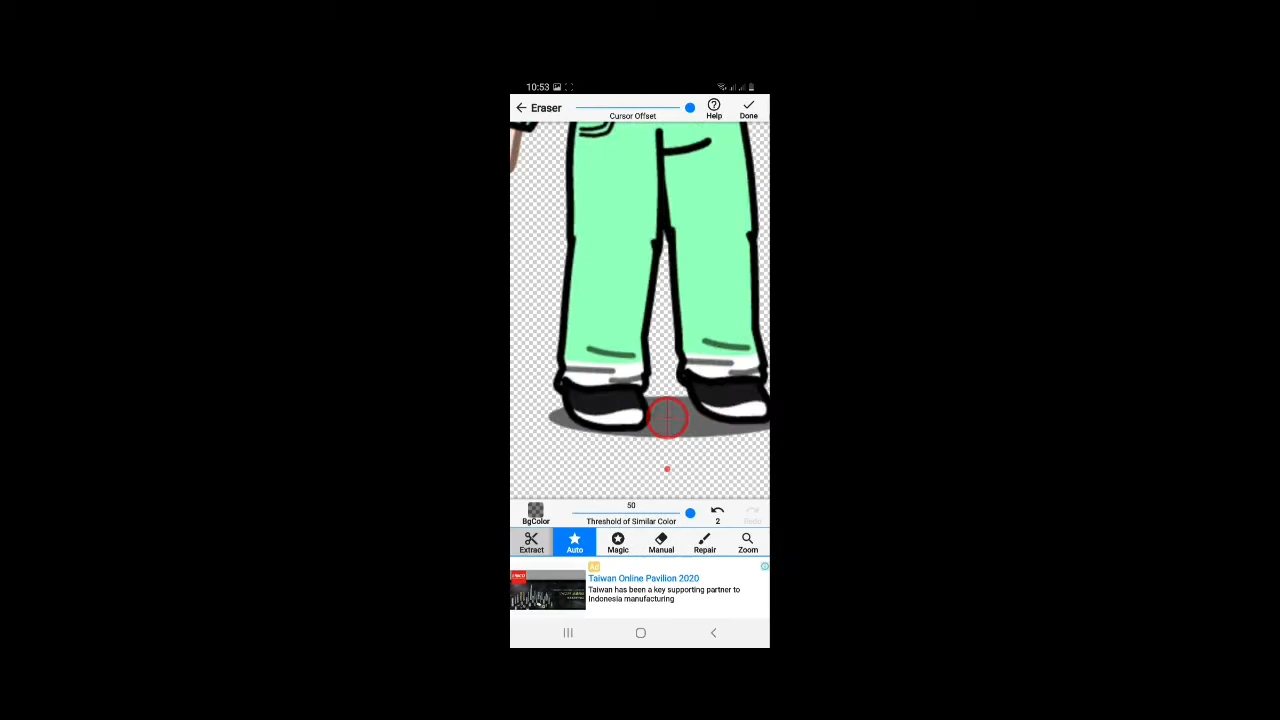 10:53
Eraser
Cursor Offset
Help
Done
50
BgColor
Threshold of Similar Color
2
Redo
Extract
Auto
Magic
Manual
Repair
Zoom
Ad
Taiwan Online Pavilion 2020
Taiwan has been a key supporting partner to
Indonesia manufacturing